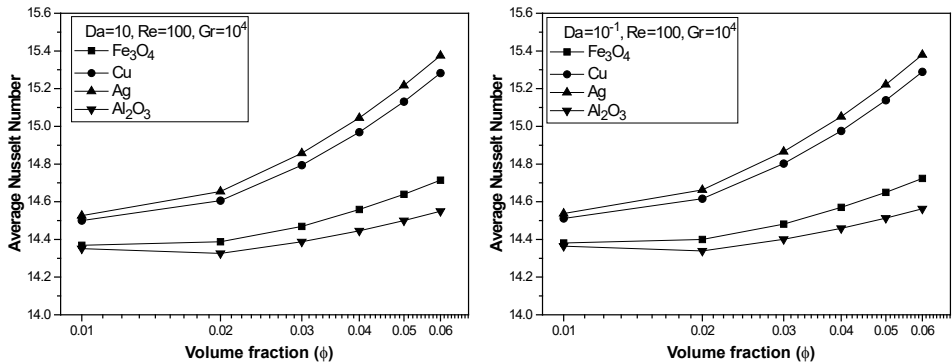 Da=10, Re=100, Gr=10⁴
Fe₃O₄
Cu
Ag
Al₂O₃
15.6
15.4
15.2
15.0
14.8
14.6
14.4
14.2
14.0
Average Nusselt Number
0.01 0.02 0.03 0.04 0.05 0.06
Volume fraction (ϕ)
Da=10⁻¹, Re=100, Gr=10⁴
Fe₃O₄
Cu
Ag
Al₂O₃
15.6
15.4
15.2
15.0
14.8
14.6
14.4
14.2
14.0
Average Nusselt Number
0.01 0.02 0.03 0.04 0.05 0.06
Volume fraction (ϕ)